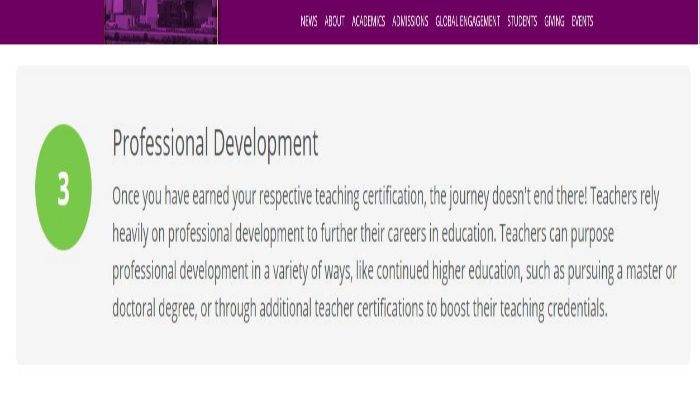 NEWS ABOUT ACADEMICS ADMISSIONS GLOBAL ENGAGEMENT STUDENTS GIVING EVENTS
3
Professional Development
Once you have earned your respective teaching certification, the journey doesn't end there! Teachers rely
heavily on professional development to further their careers in education. Teachers can purpose
professional development in a variety of ways, like continued higher education, such as pursuing a master or
doctoral degree, or through additional teacher certifications to boost their teaching credentials.